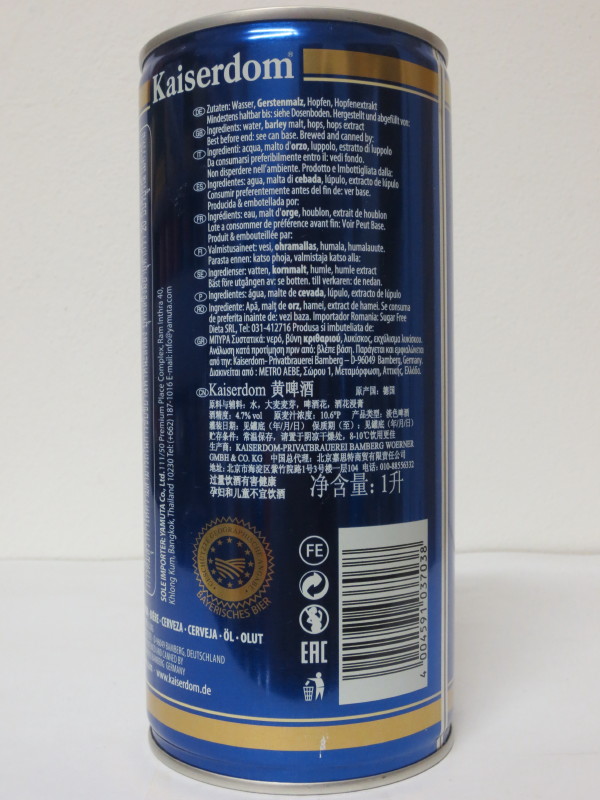 Kaiserdom®
DE Zutaten: Wasser, Gerstenmalz, Hopfen, Hopfenextrakt
Mindestens haltbar bis: siehe Dosenboden. Hergestellt und abgefüllt von:
GB Ingredients: water, barley malt, hops, hops extract
Best before end: see can base. Brewed and canned by:
IT Ingredienti: acqua, malto d'orzo, luppolo, estratto di luppolo
Da consumarsi preferibilmente entro il: vedi fondo.
Non disperdere nell'ambiente. Prodotto e Imbottigliata dalla:
ES Ingredientes: agua, malta di cebada, lúpulo, extracto de lúpulo
Consumir preferentemente antes del fin de: ver base.
Producida & embotellada por:
FR Ingrédients: eau, malt d'orge, houblon, extrait de houblon
Lote a consommer de préférence avant fin: Voir Peut Base.
Produit & embouteillée par:
FI Valmistusaineet: vesi, ohramallas, humala, humalauute.
Parasta ennen: katso phoja, valmistaja katso alla:
SE Ingredienser: vatten, kornmalt, humle, humle extract
Bäst före utgången av: se botten. till verkaren: de nedan.
P Ingredientes: água, malte de cevada, lúpulo, extracto de lúpulo
RO Ingrediente: Apă, malț de orz, hamei, extract de hamei. Se consuma
de preferita inainte de: vezi baza. Importador Romania: Sugar Free
Dieta SRL, Tel: 031-412716 Produsa si imbuteliata de:
GR ΜΠΥΡΑ Συστατικά: νερό, βύνη κριθαριού, λυκίσκος, εκχύλισμα λυκίσκου.
Ανάλωση κατά προτίμηση πριν από: βλέπε βάση. Παράγεται και εμφιαλώνεται
από την: Kaiserdom- Privatbrauerei Bamberg – D-96049 Bamberg, Germany.
Διακινείται από : METRO AEBE, Σώρου 1, Μεταμόρφωση, Αττικής, Ελλάδα.
CN Kaiserdom 黄啤酒 原产国：德国
原料与辅料：水，大麦麦芽，啤酒花，酒花浸膏
酒精度：4.7% vol 原麦汁浓度：10.6°P 产品类型：淡色啤酒
灌装日期：见罐底（年/月/日） 保质期（至）：见罐底（年/月/日）
贮存条件：常温保存，请置于阴凉干燥处，8-10℃饮用更佳
生产商：KAISERDOM-PRIVATBRAUEREI BAMBERG WOERNER
GMBH & CO. KG 中国总代理：北京嘉思特商贸有限责任公司
地址：北京市海淀区紫竹院路1号3号楼一层104 电话：010-88556332
过量饮酒有害健康
孕妇和儿童不宜饮酒
净含量：1升
SOLE IMPORTER: YAMUTA Co., Ltd. 111/50 Premium Place Complex, Ram Inthra 40,
Khlong Kum, Bangkok, Thailand 10230 Tel: (+662) 187-1016 E-mail: info@yamuta.com
BAYERISCHES BIER
FE
EAC
4 004591 037038
CERVEZA · CERVEJA · ÖL · OLUT
BAMBERG, DEUTSCHLAND
CANNED BY
GERMANY
www.kaiserdom.de